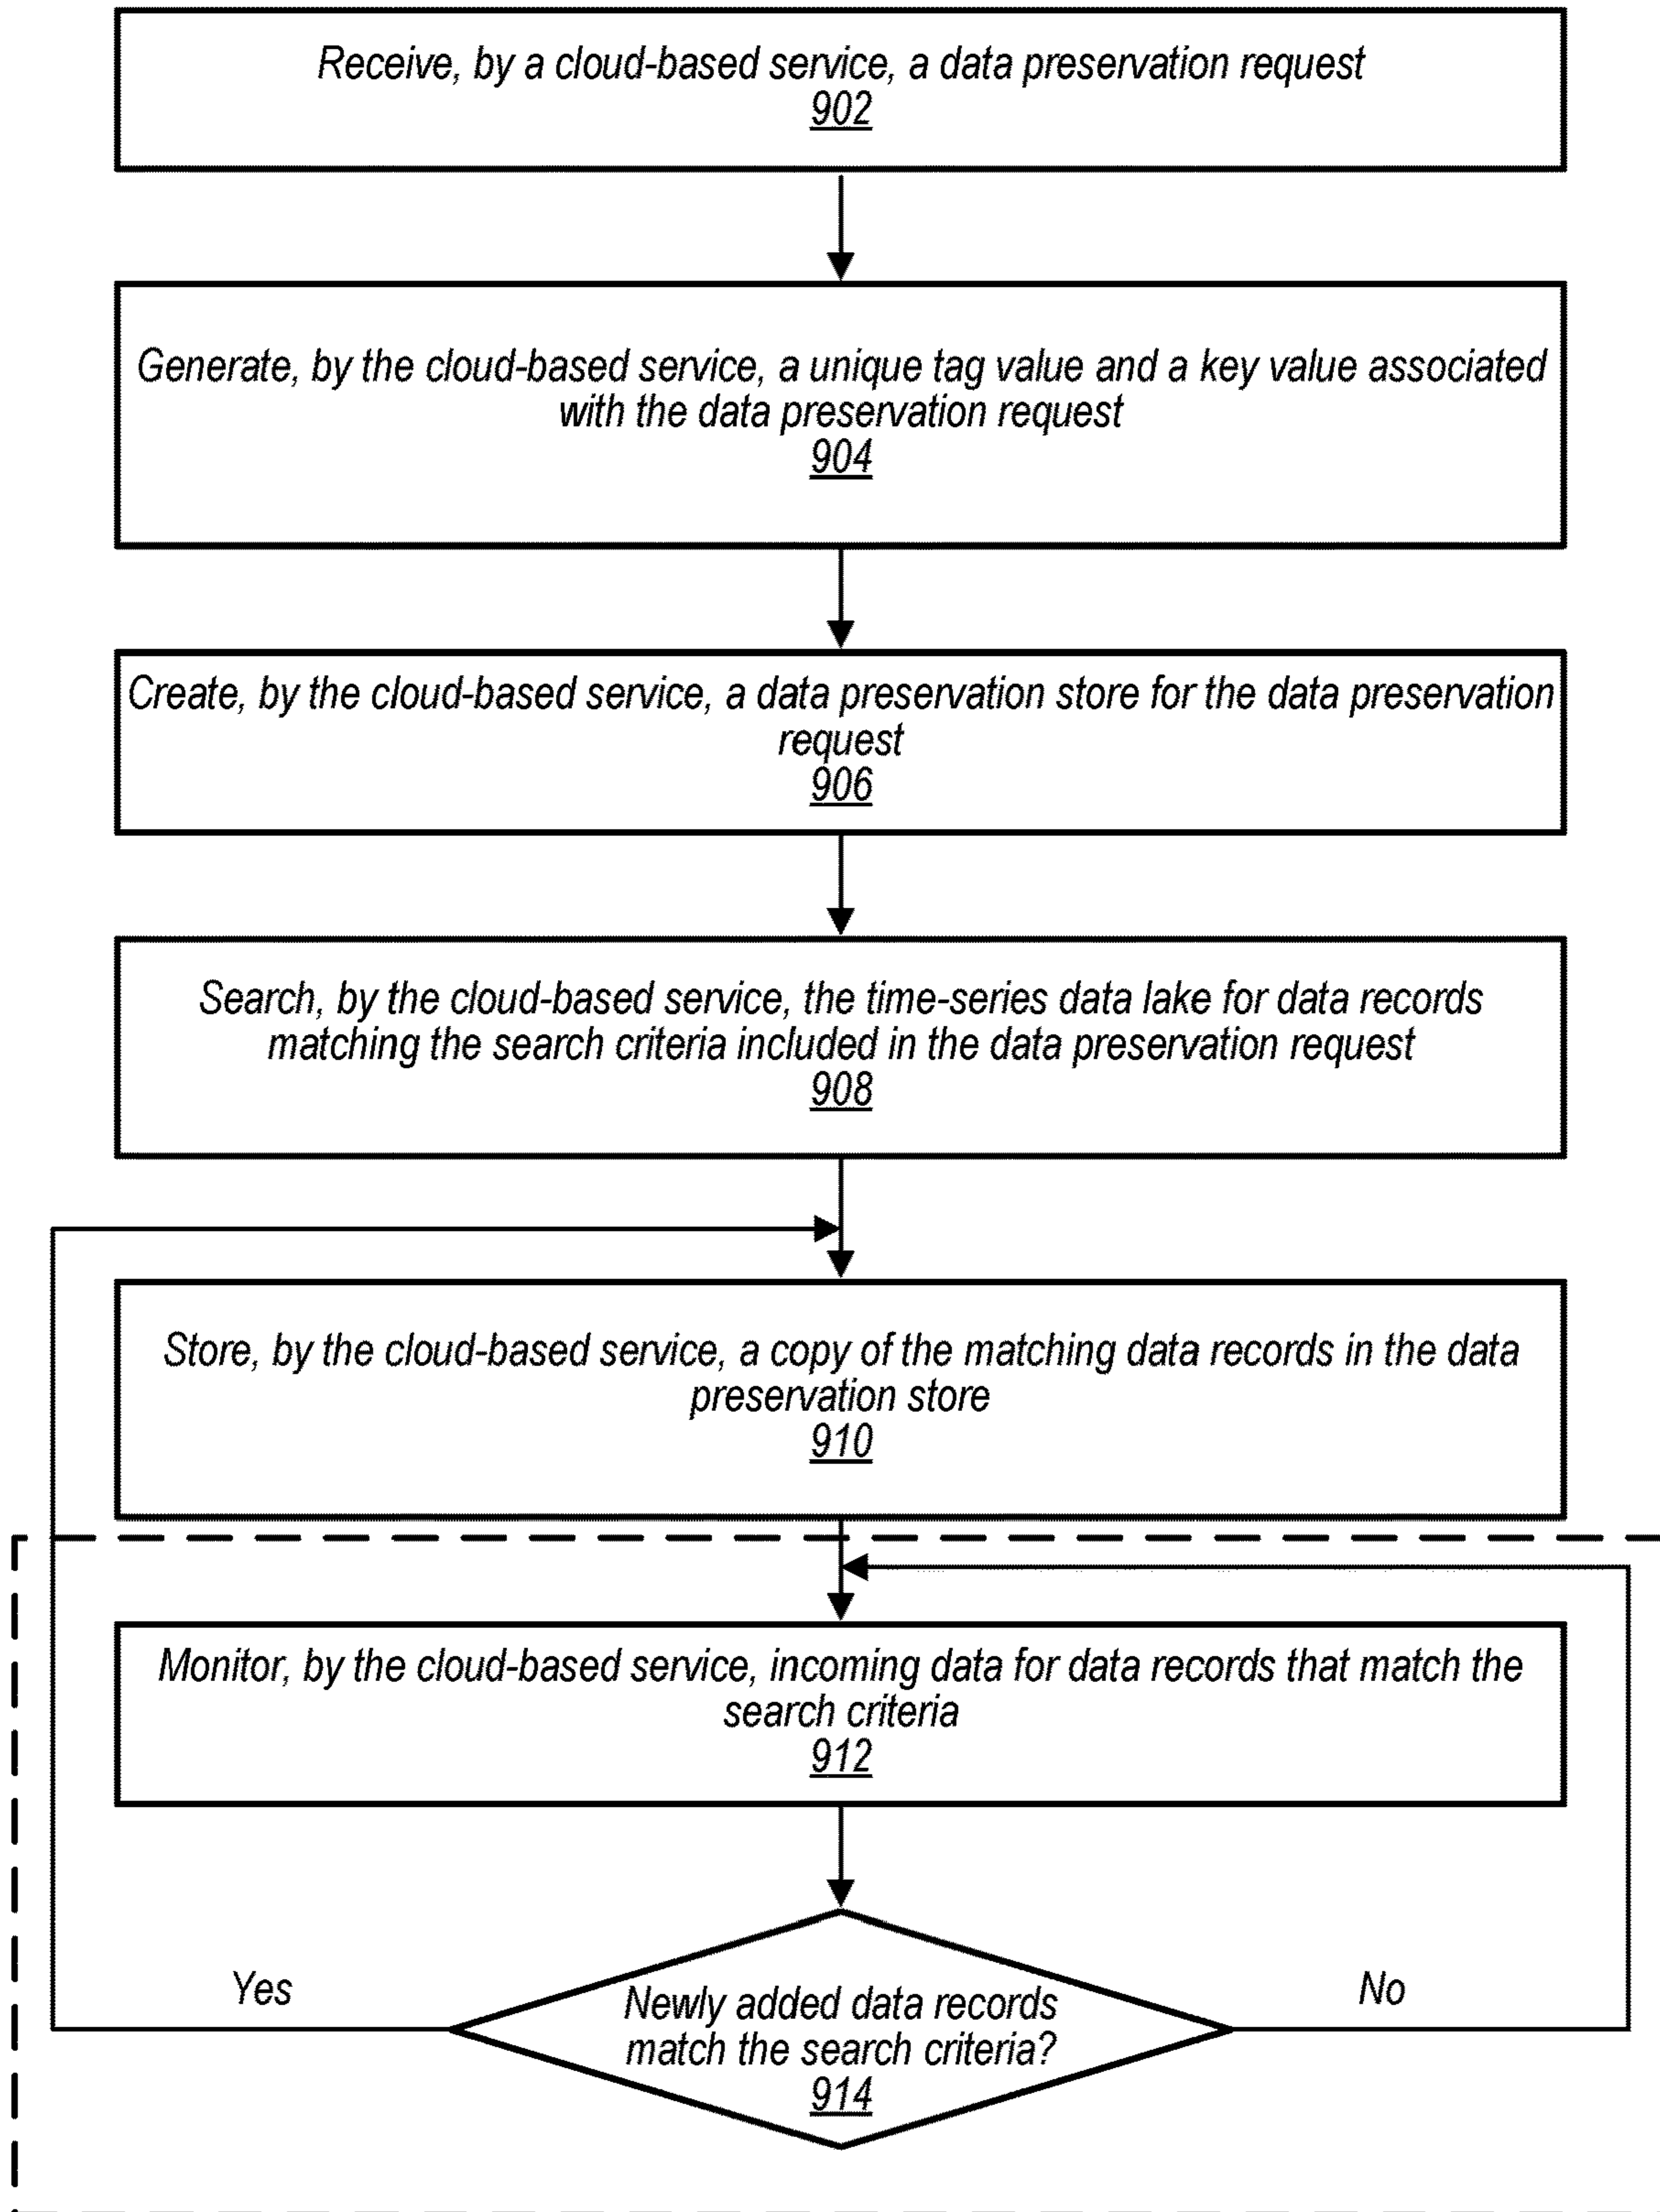 Receive, by a cloud-based service, a data preservation request
902
Generate, by the cloud-based service, a unique tag value and a key value associated
with the data preservation request
904
Create, by the cloud-based service, a data preservation store for the data preservation
request
906
Search, by the cloud-based service, the time-series data lake for data records
matching the search criteria included in the data preservation request
908
Store, by the cloud-based service, a copy of the matching data records in the data
preservation store
910
Monitor, by the cloud-based service, incoming data for data records that match the
search criteria
912
Yes
No
Newly added data records
match the search criteria?
914